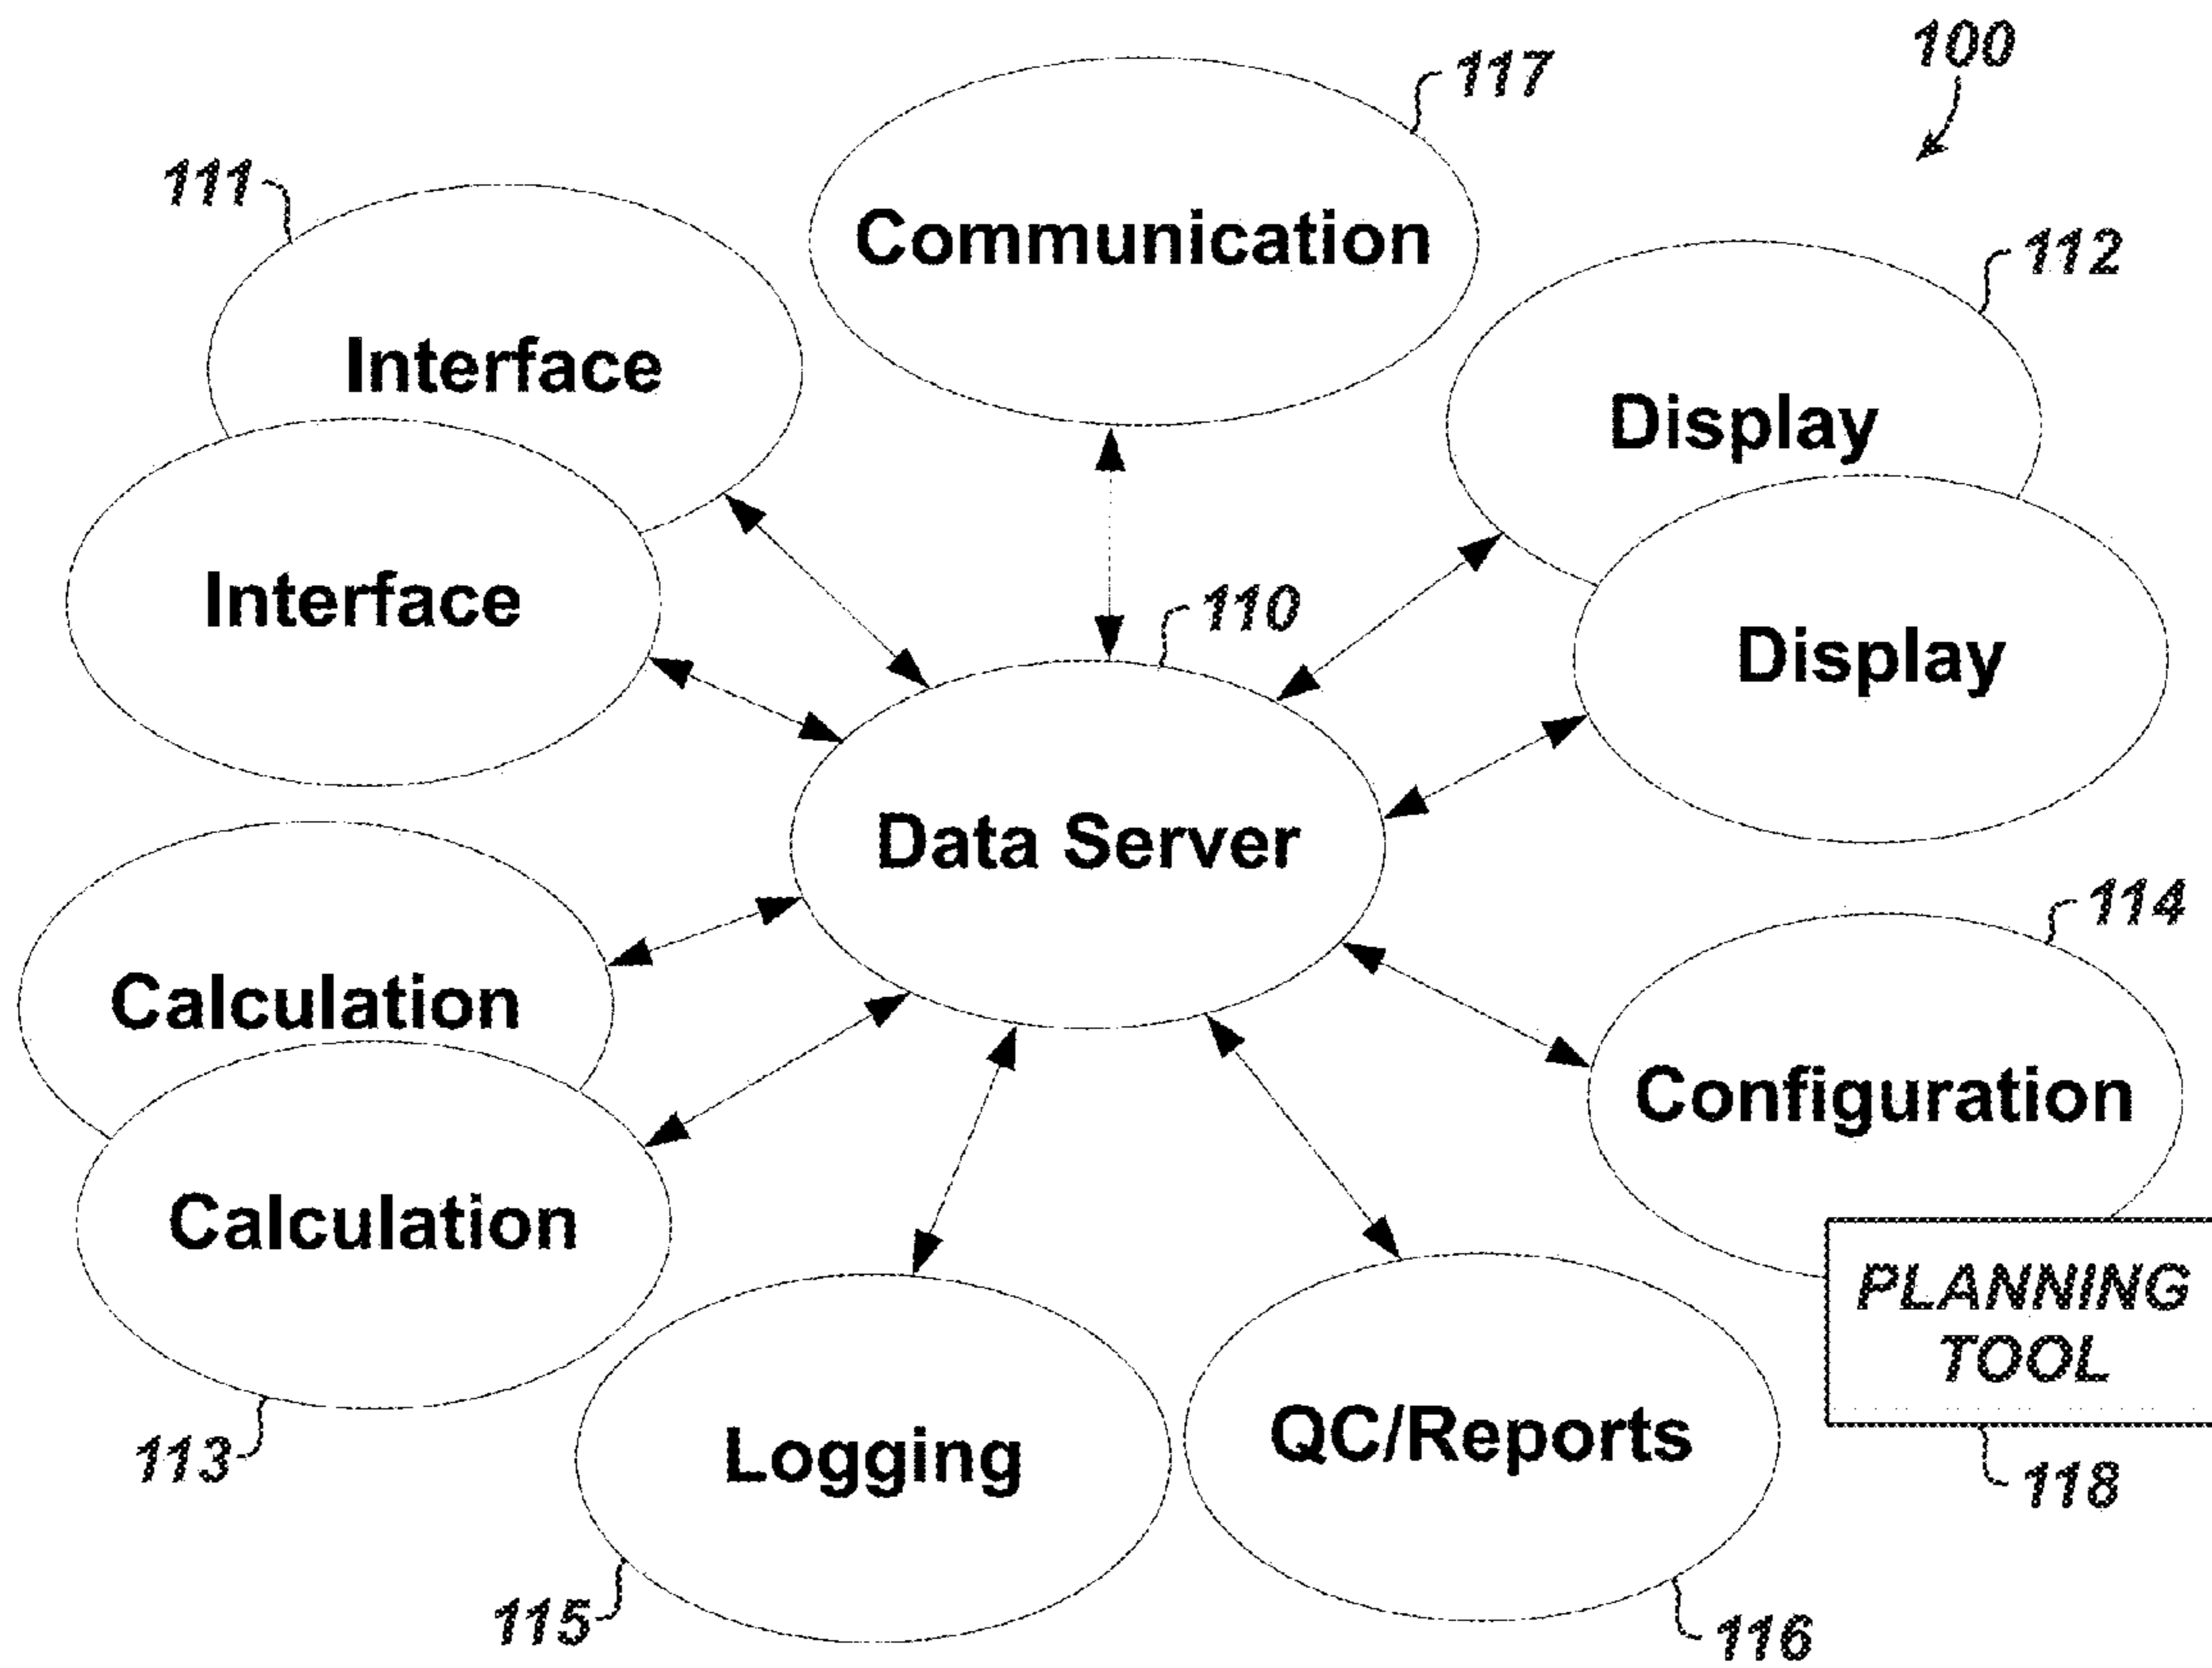 100
117
Communication
111
112
Interface
Display
Interface
110
Display
Data Server
114
Calculation
Configuration
Calculation
PLANNING
TOOL
113
Logging
QC/Reports
118
115
116